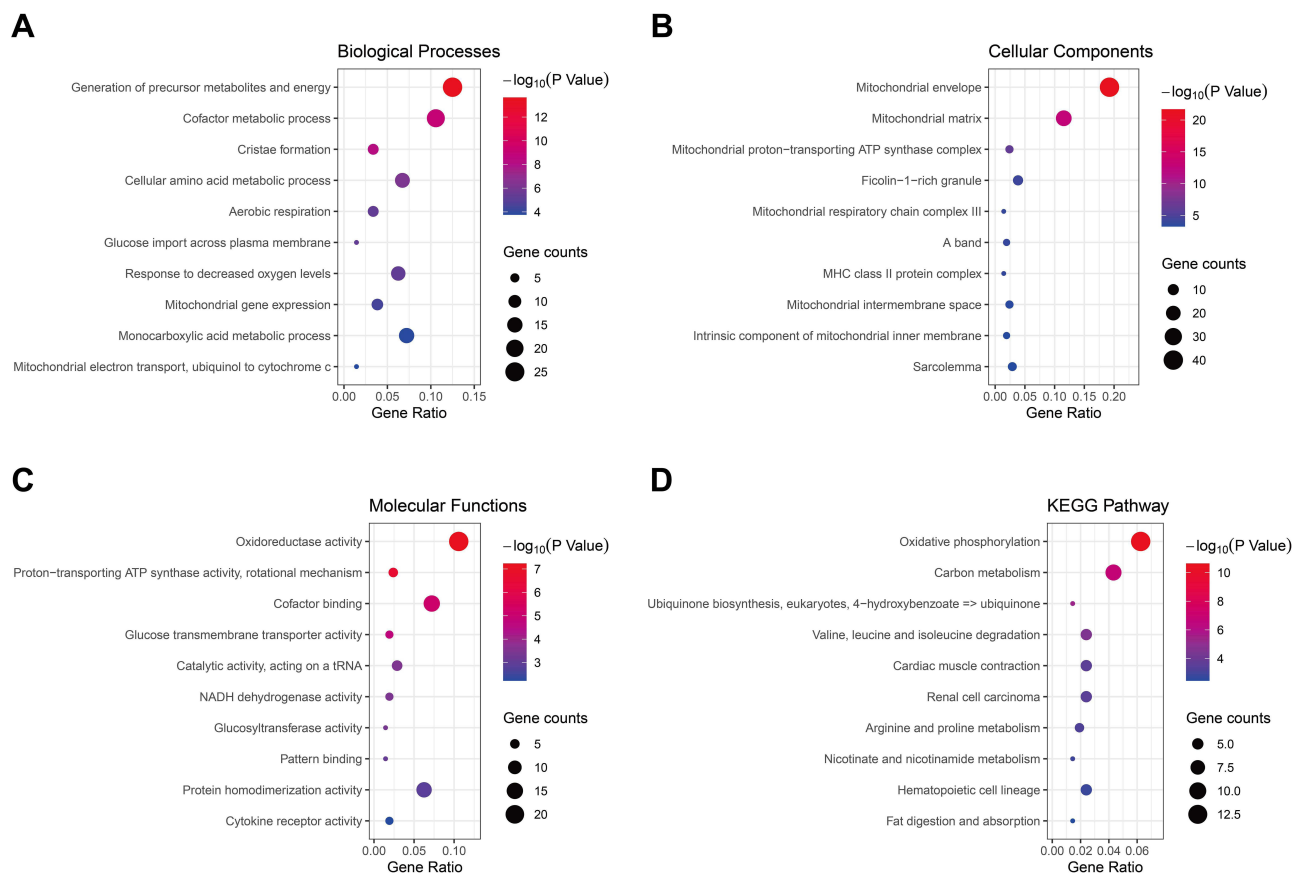 A
Biological Processes
Generation of precursor metabolites and energy
Cofactor metabolic process
Cristae formation
Cellular amino acid metabolic process
Aerobic respiration
Glucose import across plasma membrane
Response to decreased oxygen levels
Mitochondrial gene expression
Monocarboxylic acid metabolic process
Mitochondrial electron transport, ubiquinol to cytochrome c
0.00 0.05 0.10 0.15
Gene Ratio
−log10(P Value)
12
10
8
6
4
Gene counts
5
10
15
20
25
B
Cellular Components
Mitochondrial envelope
Mitochondrial matrix
Mitochondrial proton−transporting ATP synthase complex
Ficolin−1−rich granule
Mitochondrial respiratory chain complex III
A band
MHC class II protein complex
Mitochondrial intermembrane space
Intrinsic component of mitochondrial inner membrane
Sarcolemma
0.00 0.05 0.10 0.15 0.20
Gene Ratio
−log10(P Value)
20
15
10
5
Gene counts
10
20
30
40
C
Molecular Functions
Oxidoreductase activity
Proton−transporting ATP synthase activity, rotational mechanism
Cofactor binding
Glucose transmembrane transporter activity
Catalytic activity, acting on a tRNA
NADH dehydrogenase activity
Glucosyltransferase activity
Pattern binding
Protein homodimerization activity
Cytokine receptor activity
0.00 0.05 0.10
Gene Ratio
−log10(P Value)
7
6
5
4
3
Gene counts
5
10
15
20
D
KEGG Pathway
Oxidative phosphorylation
Carbon metabolism
Ubiquinone biosynthesis, eukaryotes, 4−hydroxybenzoate => ubiquinone
Valine, leucine and isoleucine degradation
Cardiac muscle contraction
Renal cell carcinoma
Arginine and proline metabolism
Nicotinate and nicotinamide metabolism
Hematopoietic cell lineage
Fat digestion and absorption
0.00 0.02 0.04 0.06
Gene Ratio
−log10(P Value)
10
8
6
4
Gene counts
5.0
7.5
10.0
12.5